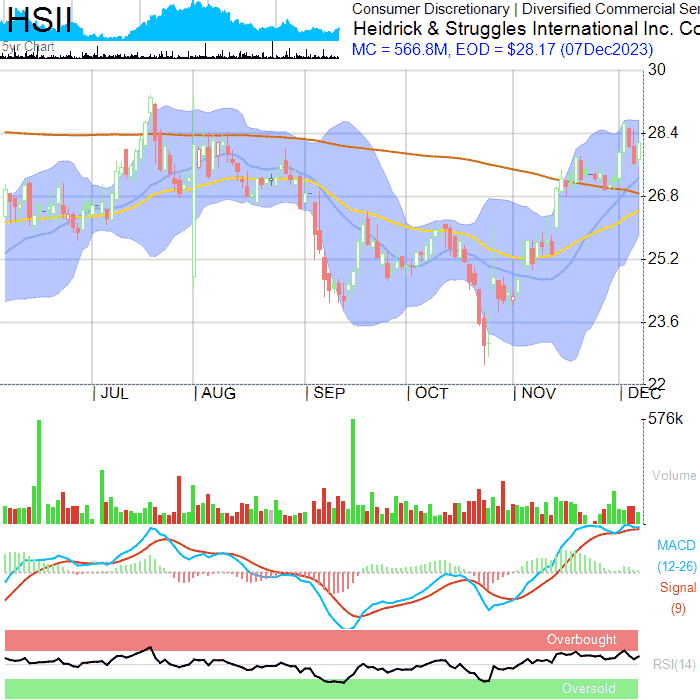 HSII
5yr Chart
Consumer Discretionary | Diversified Commercial Ser
Heidrick & Struggles International Inc. Co
MC = 566.8M, EOD = $28.17 (07Dec2023)
30
28.4
26.8
25.2
23.6
22
JUL AUG SEP OCT NOV DEC
576k
Volume
MACD
(12-26)
Signal
(9)
Overbought
RSI(14)
Oversold